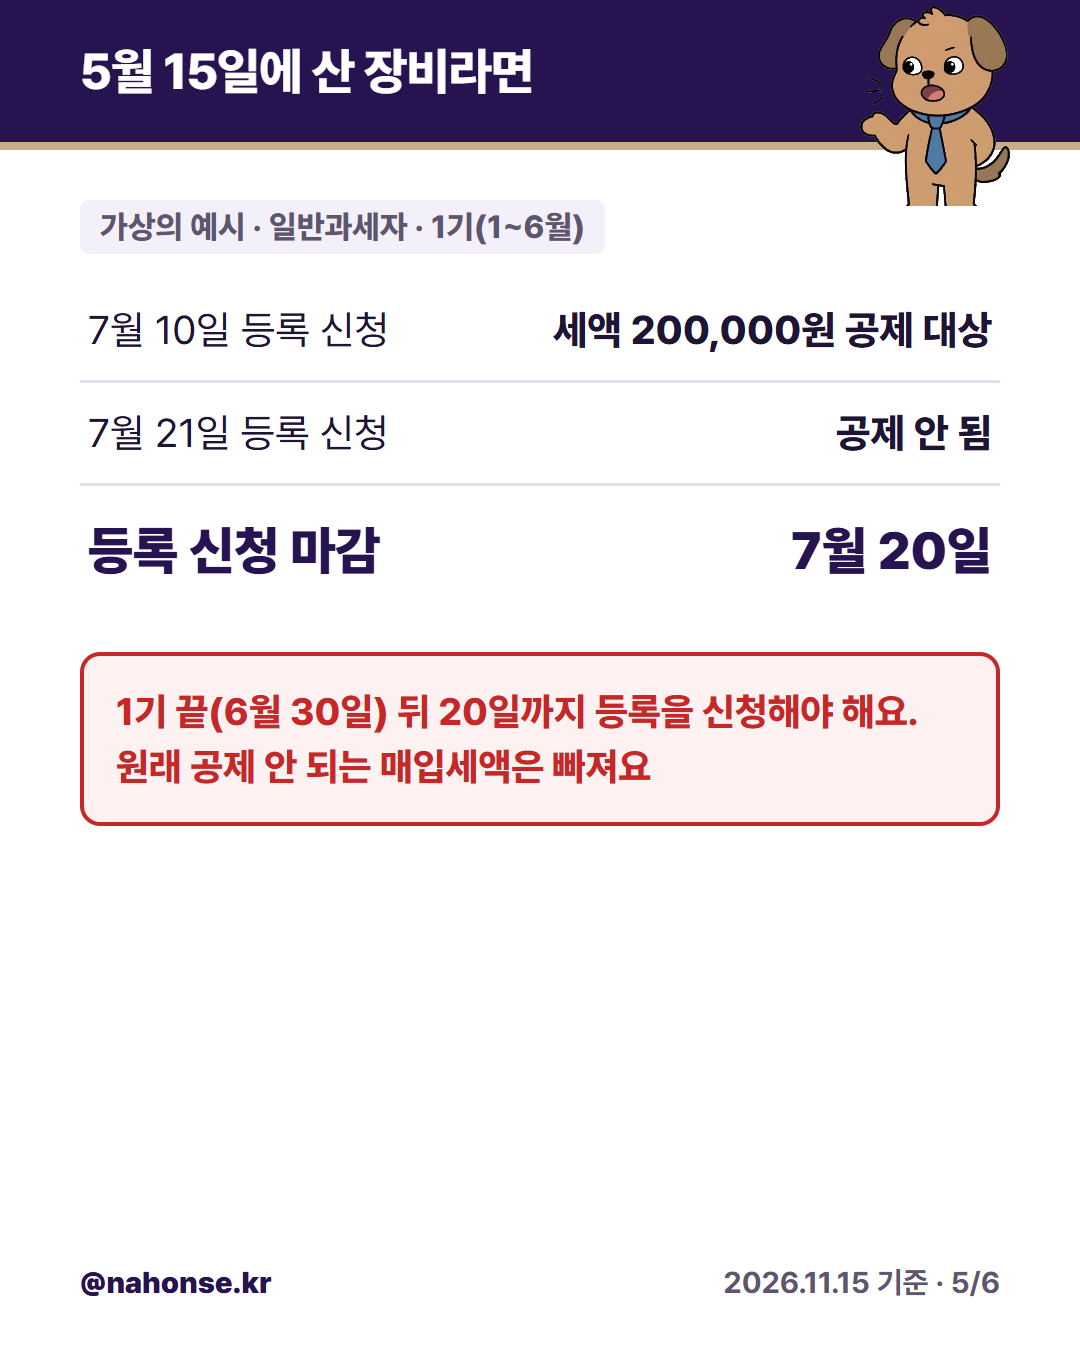 5월 15일에 산 장비라면
가상의 예시 · 일반과세자 · 1기(1~6월)
7월 10일 등록 신청 세액 200,000원 공제 대상
7월 21일 등록 신청 공제 안 됨
등록 신청 마감 7월 20일
1기 끝(6월 30일) 뒤 20일까지 등록을 신청해야 해요.
원래 공제 안 되는 매입세액은 빠져요
@nahonse.kr 2026.11.15 기준 · 5/6